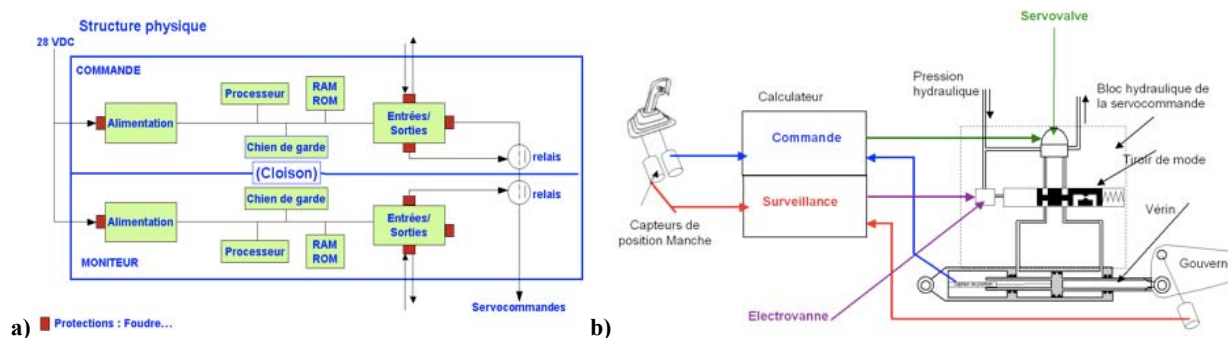 Structure physique
28 VDC
COMMANDE
Processeur
RAM
ROM
Alimentation
Entrées/
Sorties
Chien de garde
relais
(Cloison)
Chien de garde
relais
Alimentation
Entrées/
Sorties
Processeur
RAM
ROM
MONITEUR
Servocommandes
a)
Protections : Foudre…
Servovalve
Pression
hydraulique
Bloc hydraulique de
la servocommande
Calculateur
Commande
Tiroir de mode
Surveillance
Capteurs de
position Manche
Vérin
Gouvern
Electrovanne
b)